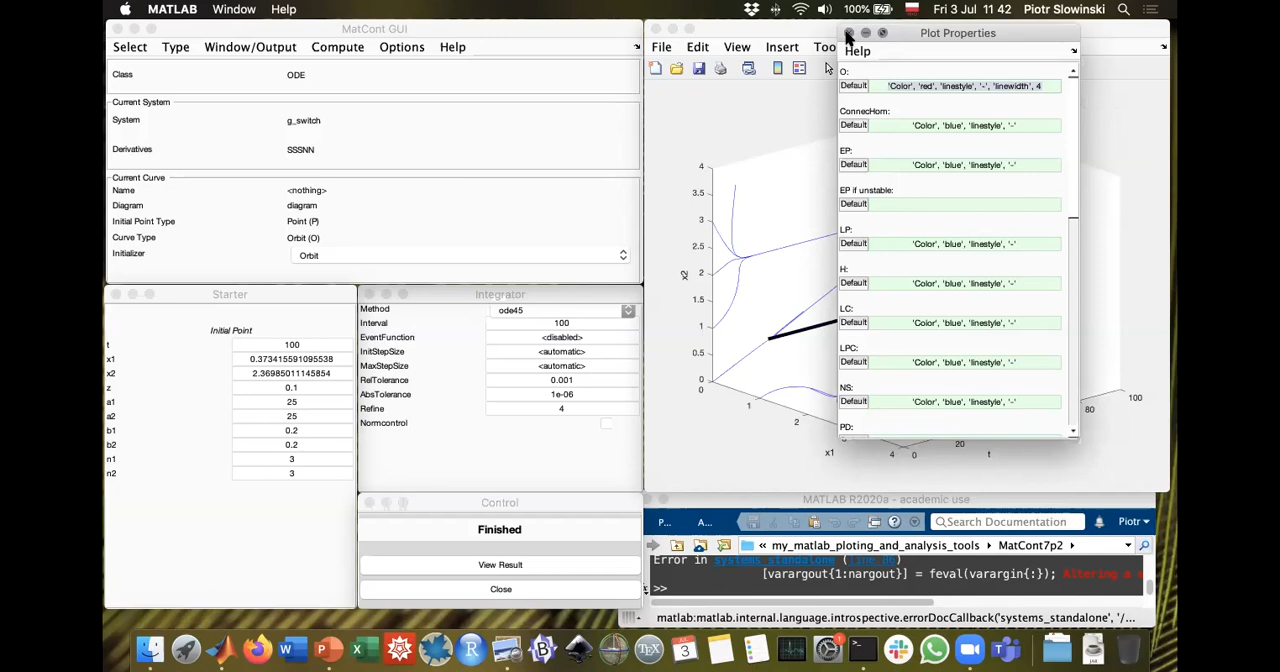 MATLAB Window Help
100% Fri 3 Jul 11 42 Piotr Slowinski
MatCont GUI
Select Type Window/Output Compute Options Help
Class ODE
Current System
System g_switch
Derivatives SSSNN
Current Curve
Name <nothing>
Diagram diagram
Initial Point Type Point (P)
Curve Type Orbit (O)
Initializer Orbit
Starter
Initial Point
t 100
x1 0.373415591095538
x2 2.36985011145854
z 0.1
a1 25
a2 25
b1 0.2
b2 0.2
n1 3
n2 3
Integrator
Method ode45
Interval 100
EventFunction <disabled>
InitStepSize <automatic>
MaxStepSize <automatic>
RelTolerance 0.001
AbsTolerance 1e-06
Refine 4
Normcontrol
Control
Finished
View Result
Close
File Edit View Insert Too
4
3.5
3
2.5
2
1.5
1
0.5
0
x2
0
1
2
4
x1
0
20
80
100
t
Plot Properties
Help
O:
Default 'Color', 'red', 'linestyle', '-', 'linewidth', 4
ConnecHom:
Default 'Color', 'blue', 'linestyle', '-'
EP:
Default 'Color', 'blue', 'linestyle', '-'
EP if unstable:
Default
LP:
Default 'Color', 'blue', 'linestyle', '-'
H:
Default 'Color', 'blue', 'linestyle', '-'
LC:
Default 'Color', 'blue', 'linestyle', '-'
LPC:
Default 'Color', 'blue', 'linestyle', '-'
NS:
Default 'Color', 'blue', 'linestyle', '-'
PD:
MATLAB R2020a - academic use
P... A... Search Documentation Piotr
« my_matlab_ploting_and_analysis_tools MatCont7p2
Error in systems_standalone (line 96)
[varargout{1:nargout}] = feval(varargin{:}); Altering a s
>>
matlab:matlab.internal.language.introspective.errorDocCallback('systems_standalone', '/...